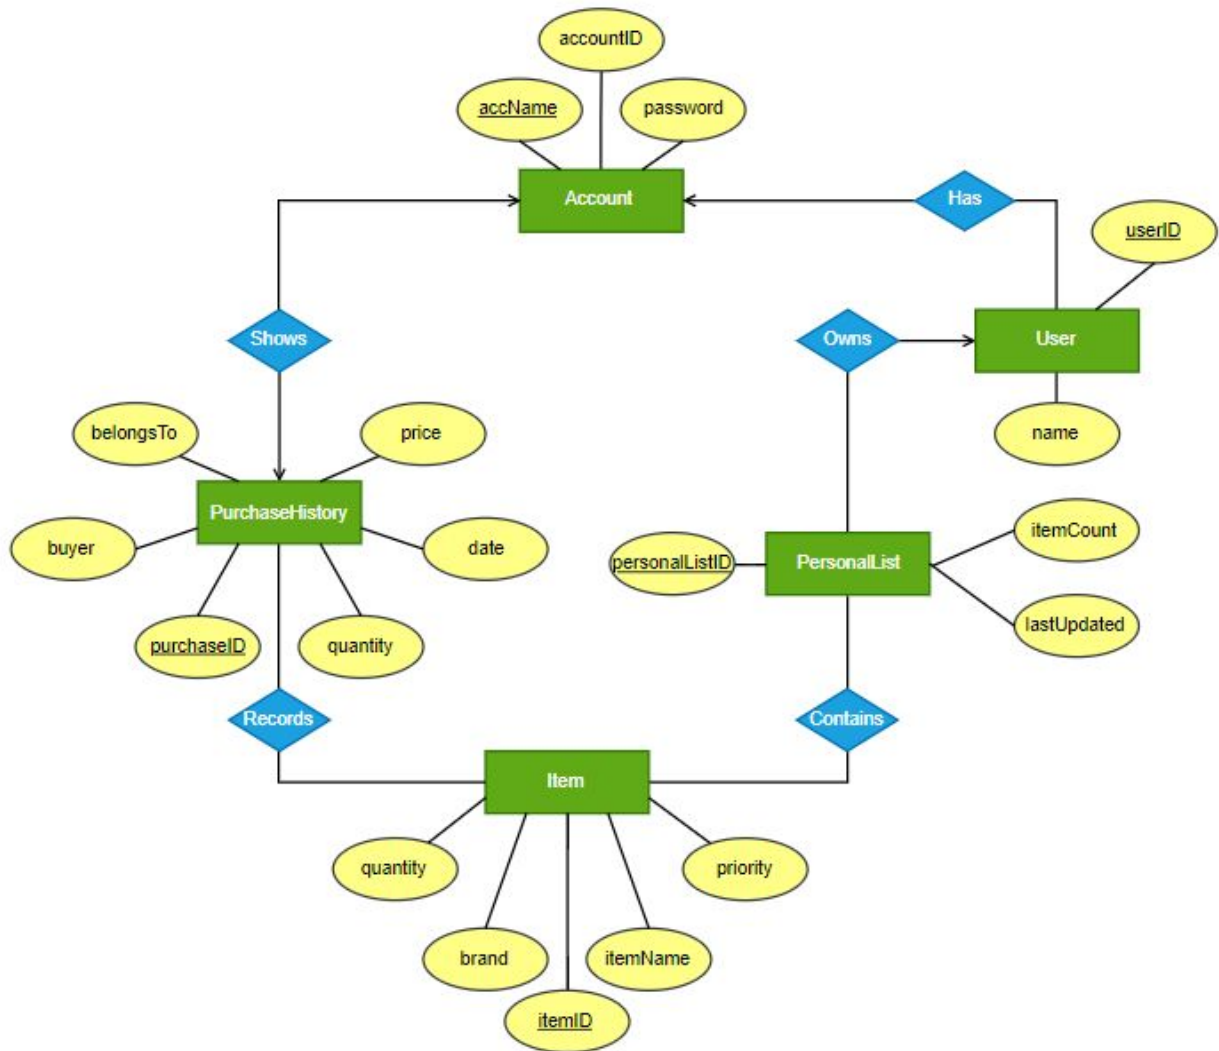 accountID
accName
password
Account
Has
userID
Shows
Owns
User
belongsTo
price
name
PurchaseHistory
itemCount
buyer
date
personalListID
PersonalList
lastUpdated
purchaseID
quantity
Records
Contains
Item
quantity
priority
brand
itemName
itemID